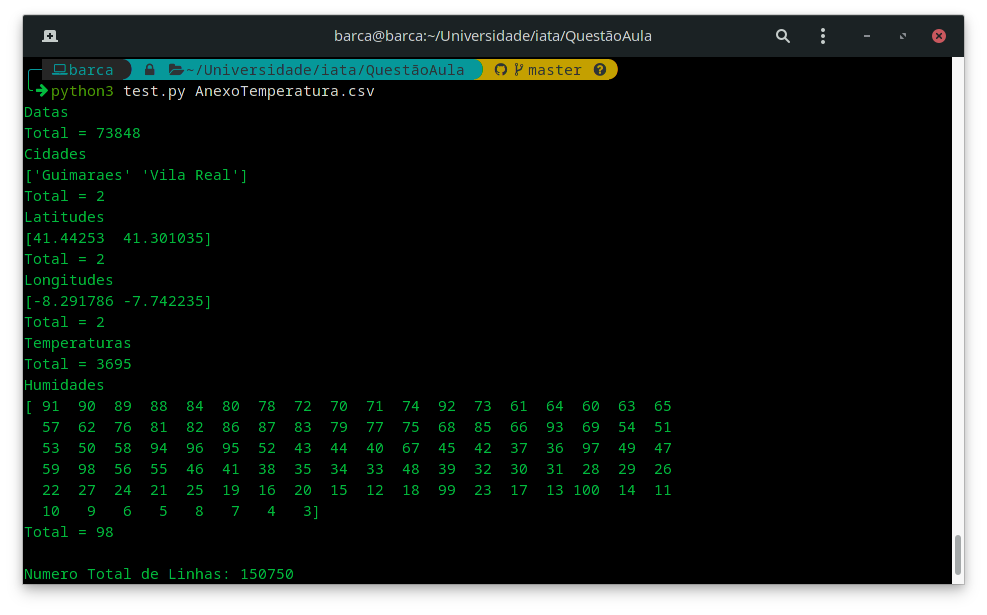 barca@barca:~/Universidade/iata/QuestãoAula
barca ~/Universidade/iata/QuestãoAula master
python3 test.py AnexoTemperatura.csv
Datas
Total = 73848
Cidades
['Guimaraes' 'Vila Real']
Total = 2
Latitudes
[41.44253  41.301035]
Total = 2
Longitudes
[-8.291786 -7.742235]
Total = 2
Temperaturas
Total = 3695
Humidades
[ 91  90  89  88  84  80  78  72  70  71  74  92  73  61  64  60  63  65
  57  62  76  81  82  86  87  83  79  77  75  68  85  66  93  69  54  51
  53  50  58  94  96  95  52  43  44  40  67  45  42  37  36  97  49  47
  59  98  56  55  46  41  38  35  34  33  48  39  32  30  31  28  29  26
  22  27  24  21  25  19  16  20  15  12  18  99  23  17  13 100  14  11
  10   9   6   5   8   7   4   3]
Total = 98
Numero Total de Linhas: 150750